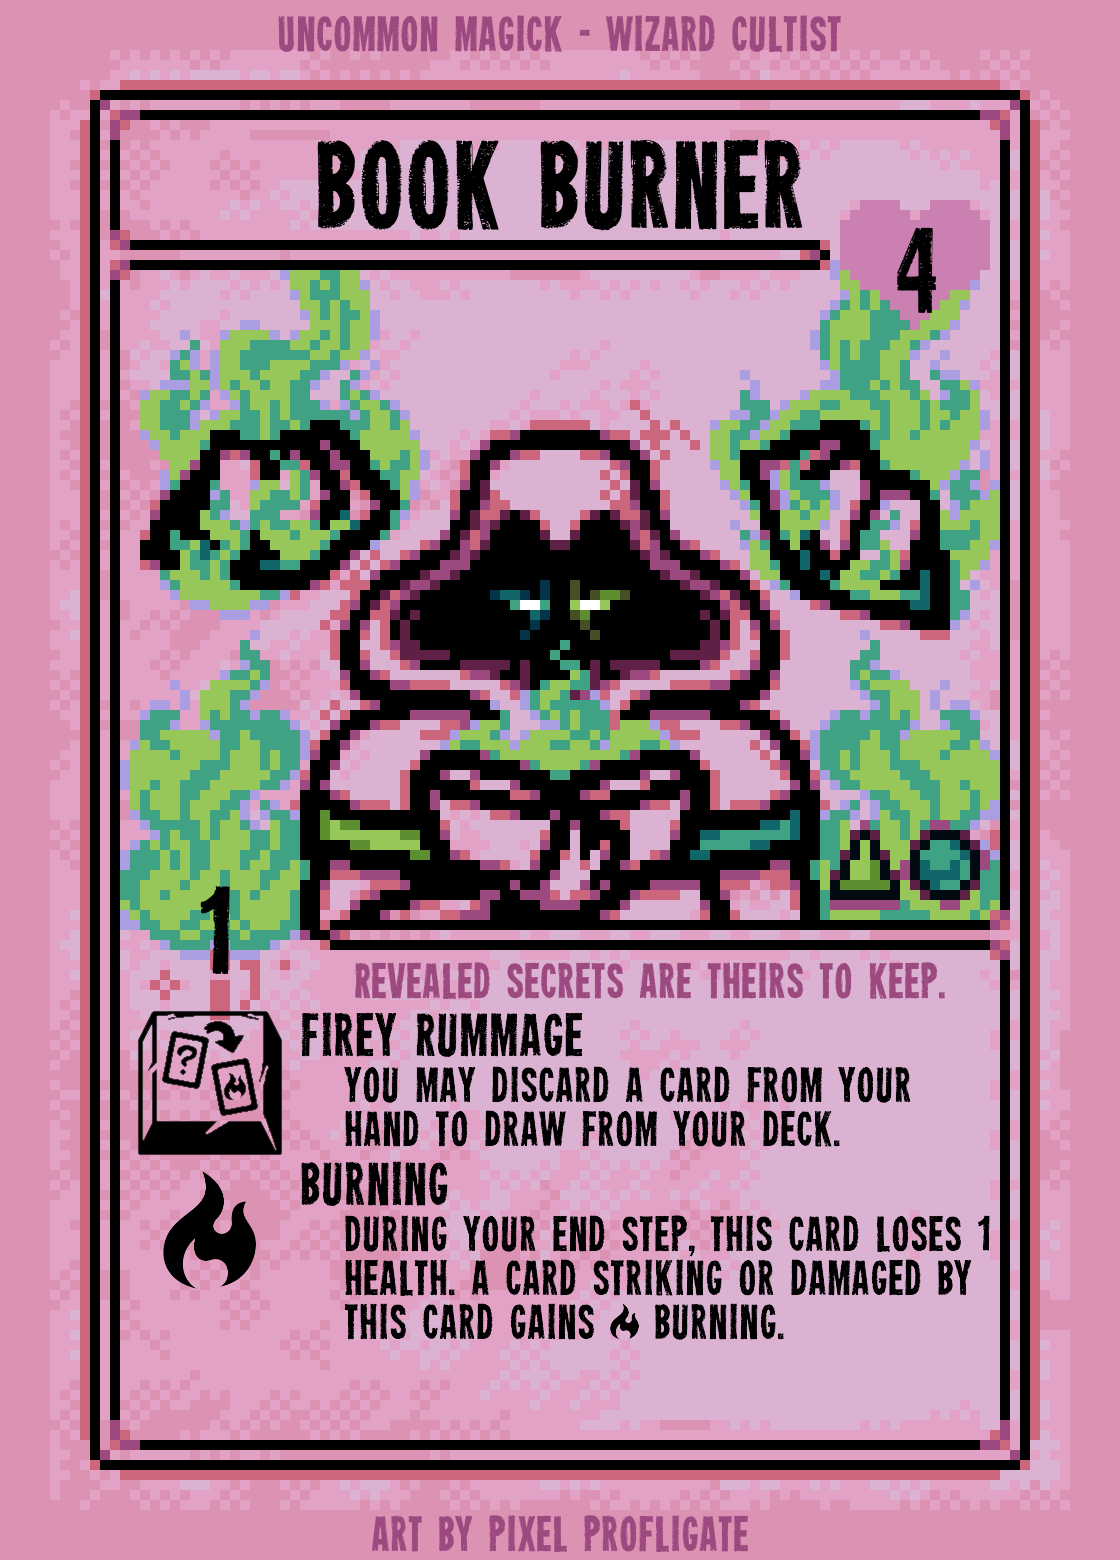 UNCOMMON MAGICK - WIZARD CULTIST
BOOK BURNER
4
1
REVEALED SECRETS ARE THEIRS TO KEEP.
FIREY RUMMAGE
?
YOU MAY DISCARD A CARD FROM YOUR
HAND TO DRAW FROM YOUR DECK.
BURNING
DURING YOUR END STEP, THIS CARD LOSES 1
HEALTH. A CARD STRIKING OR DAMAGED BY
THIS CARD GAINS BURNING.
ART BY PIXEL PROFLIGATE